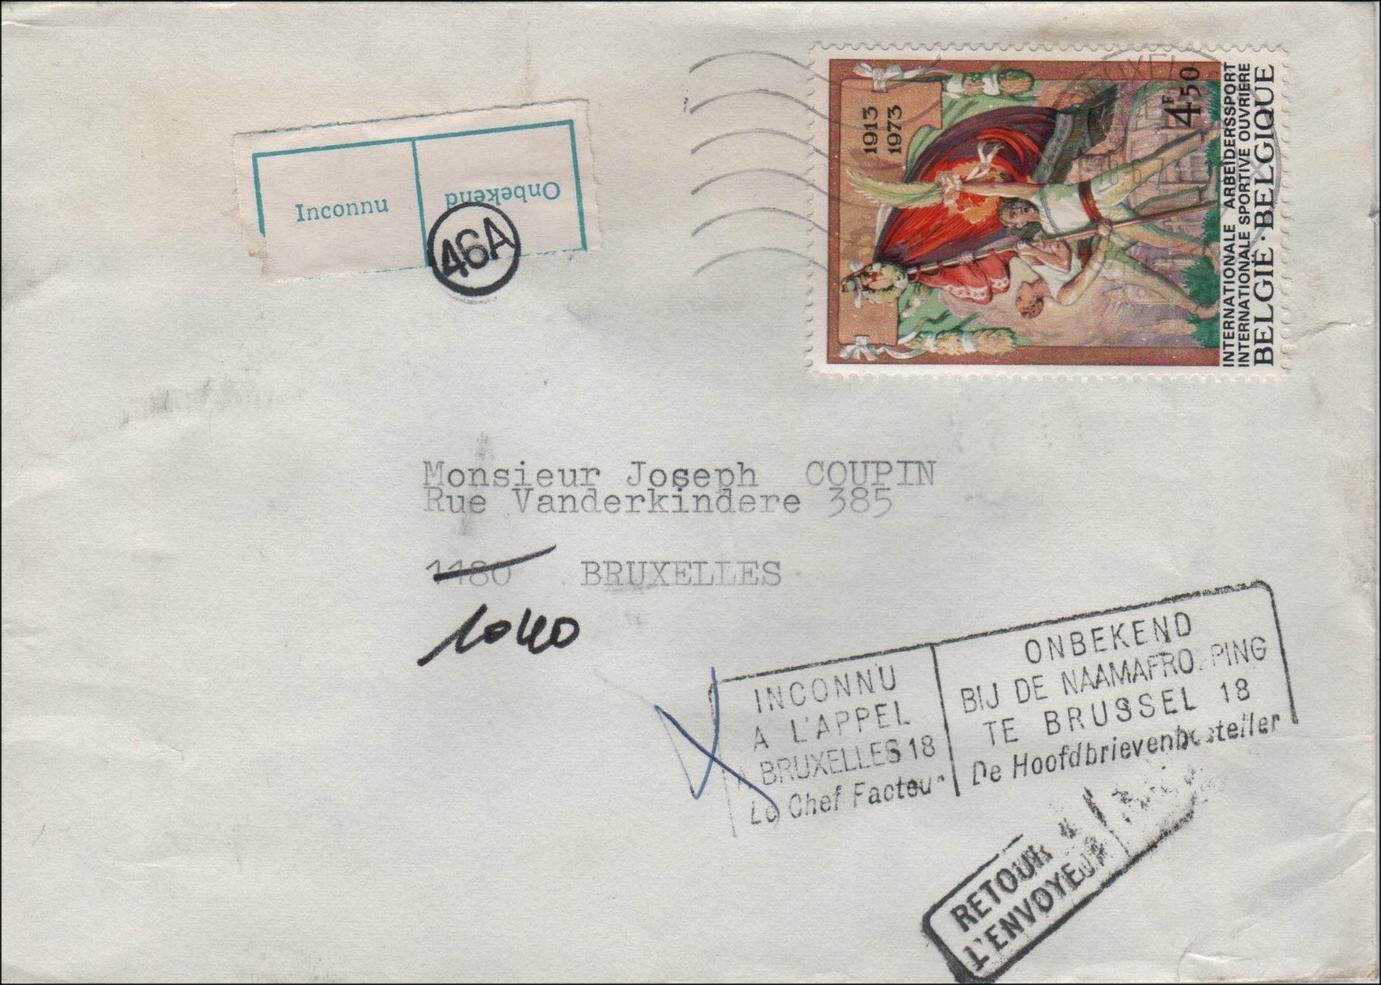 Inconnu
Onbekend
46A
1913
1973
4F50
INTERNATIONALE ARBEIDERSSPORT
INTERNATIONALE SPORTIVE OUVRIERE
BELGIË·BELGIQUE
Monsieur Joseph COUPIN
Rue Vanderkindere 385
1180 BRUXELLES
1040
INCONNU
A L'APPEL
A BRUXELLES 18
Le Chef Facteur
ONBEKEND
BIJ DE NAAMAFROEPING
TE BRUSSEL 18
De Hoofdbrievenbesteller
RETOUR
L'ENVOYEUR